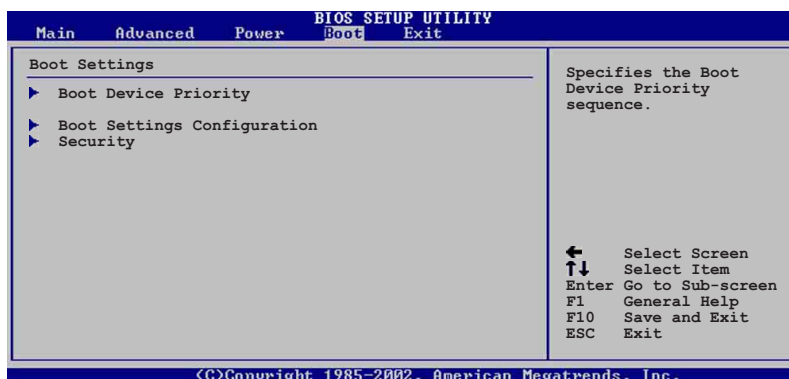 BIOS SETUP UTILITY
Main Advanced Power Boot Exit
Boot Settings
Boot Device Priority
Boot Settings Configuration
Security
Specifies the Boot
Device Priority
sequence.
← Select Screen
↑↓ Select Item
Enter Go to Sub-screen
F1 General Help
F10 Save and Exit
ESC Exit
(C)Copyright 1985-2002, American Megatrends, Inc.